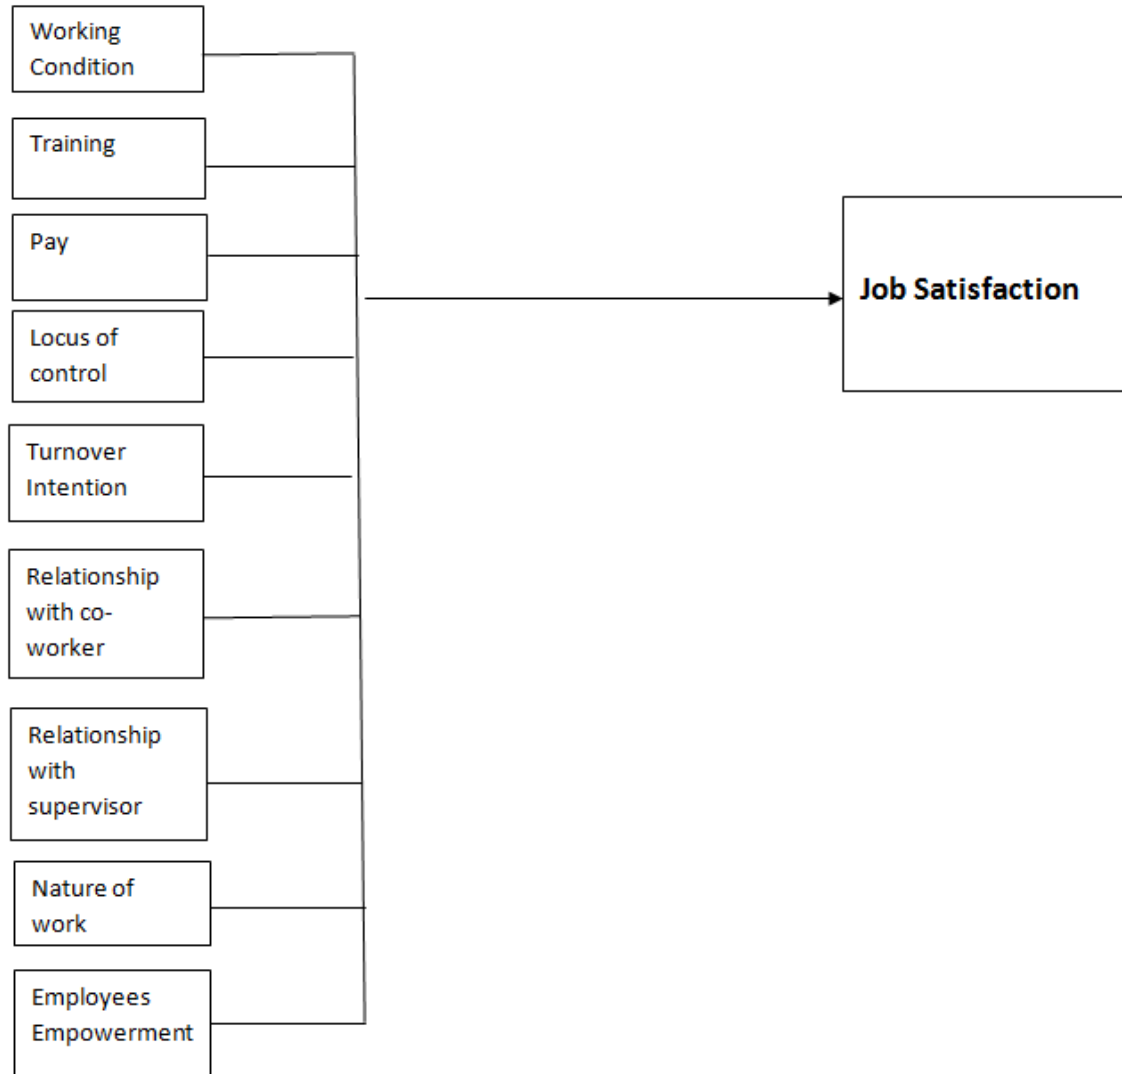 Working
Condition
Training
Pay
Locus of
control
Turnover
Intention
Relationship
with co-
worker
Relationship
with
supervisor
Nature of
work
Employees
Empowerment
Job Satisfaction